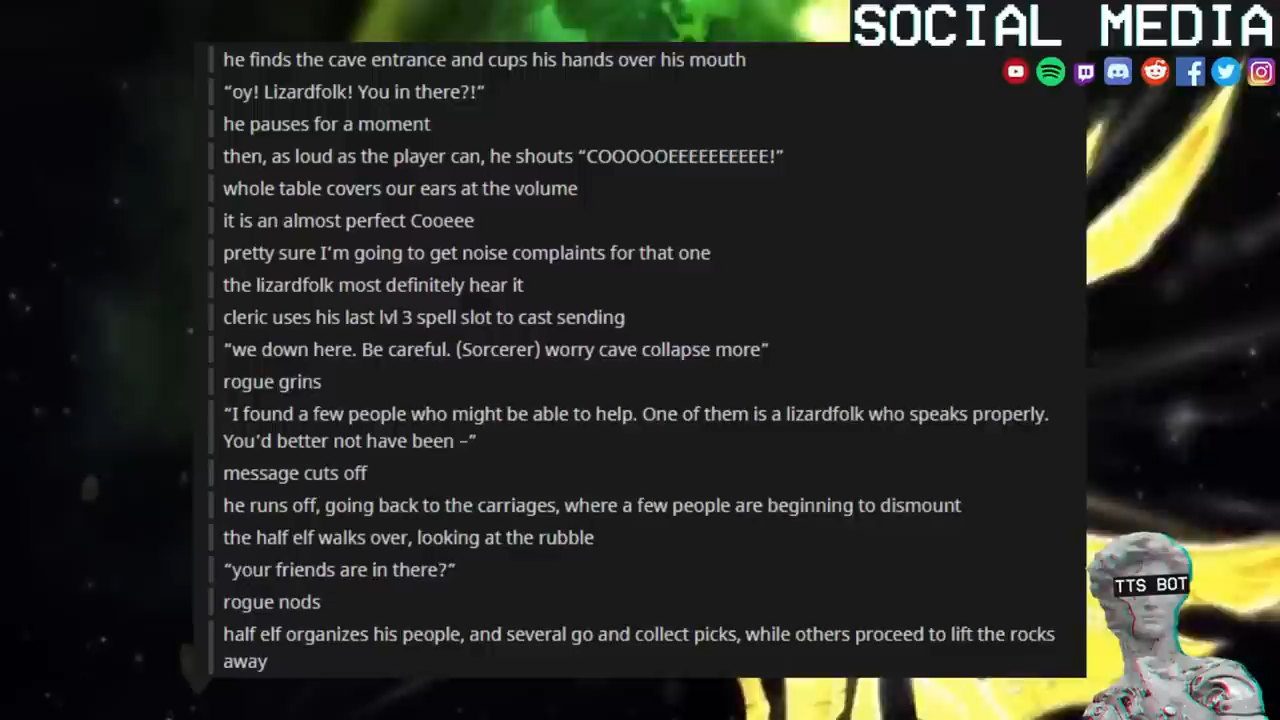 SOCIAL MEDIA
he finds the cave entrance and cups his hands over his mouth
“oy! Lizardfolk! You in there?!”
he pauses for a moment
then, as loud as the player can, he shouts “COOOOOEEEEEEEEEE!”
whole table covers our ears at the volume
it is an almost perfect Cooeee
pretty sure I’m going to get noise complaints for that one
the lizardfolk most definitely hear it
cleric uses his last lvl 3 spell slot to cast sending
“we down here. Be careful. (Sorcerer) worry cave collapse more”
rogue grins
“I found a few people who might be able to help. One of them is a lizardfolk who speaks properly.
You’d better not have been –”
message cuts off
he runs off, going back to the carriages, where a few people are beginning to dismount
the half elf walks over, looking at the rubble
“your friends are in there?”
rogue nods
half elf organizes his people, and several go and collect picks, while others proceed to lift the rocks
away
TTS BOT